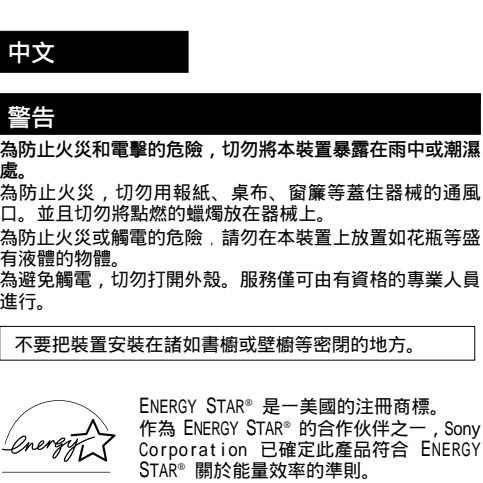 中文
警告
為防止火災和電擊的危險，切勿將本裝置暴露在雨中或潮濕
處。
為防止火災，切勿用報紙、桌布、窗簾等蓋住器械的通風
口。並且切勿將點燃的蠟燭放在器械上。
為防止火災或觸電的危險﹐請勿在本裝置上放置如花瓶等盛
有液體的物體。
為避免觸電，切勿打開外殼。服務僅可由有資格的專業人員
進行。
不要把裝置安裝在諸如書櫥或壁櫥等密閉的地方。
energy
ENERGY STAR® 是一美國的注冊商標。
作為 ENERGY STAR® 的合作伙伴之一，Sony
Corporation 已確定此產品符合 ENERGY
STAR® 關於能量效率的準則。